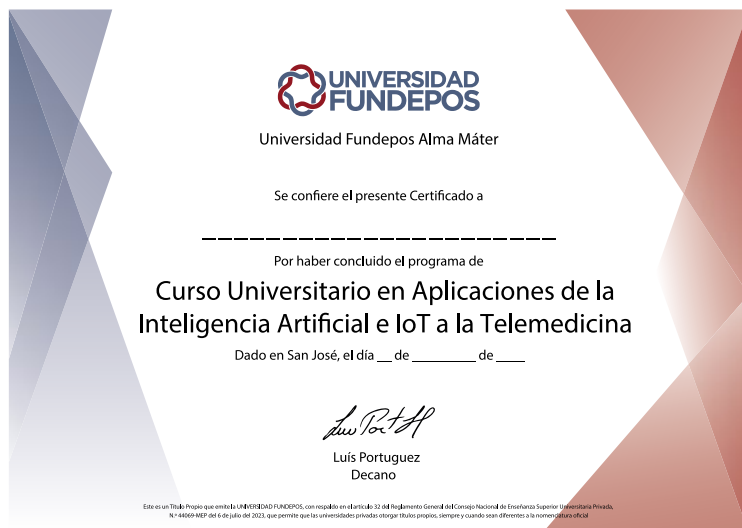 UNIVERSIDAD
FUNDEPOS
Universidad Fundepos Alma Máter
Se confiere el presente Certificado a
Por haber concluido el programa de
Curso Universitario en Aplicaciones de la
Inteligencia Artificial e IoT a la Telemedicina
Dado en San José, el día __ de ________ de ____
Luís Portuguez
Decano
Este es un Título Propio que emite la UNIVERSIDAD FUNDEPOS, con respaldo en el artículo 32 del Reglamento General del Consejo Nacional de Enseñanza Superior Universitaria Privada,
N.º 44069-MEP del 6 de julio del 2023, que permite que las universidades privadas otorgar títulos propios, siempre y cuando sean diferentes a la nomenclatura oficial